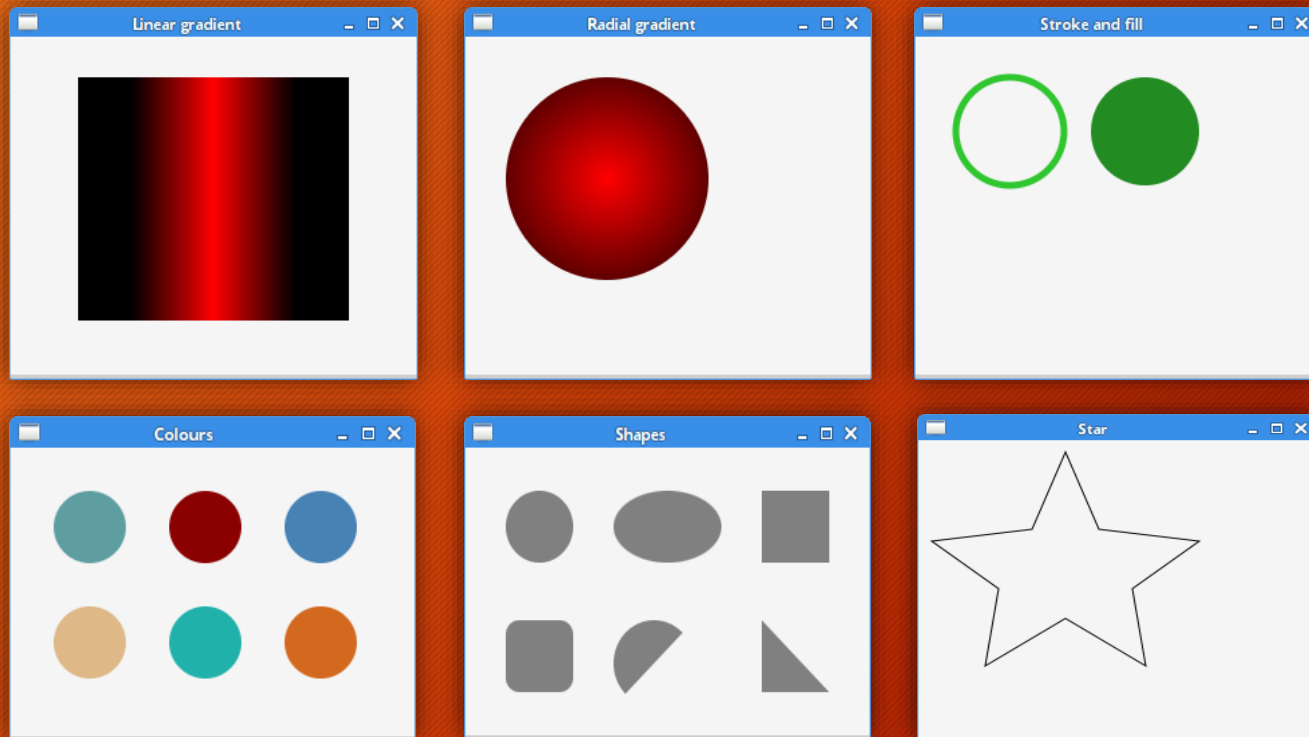 Linear gradient
Radial gradient
Stroke and fill
Colours
Shapes
Star